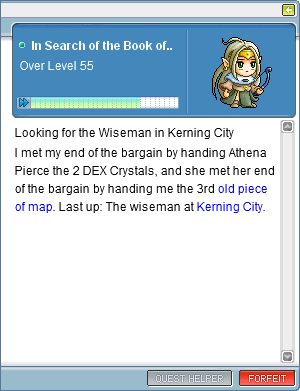 In Search of the Book of..
Over Level 55
Looking for the Wiseman in Kerning City
I met my end of the bargain by handing Athena
Pierce the 2 DEX Crystals, and she met her end
of the bargain by handing me the 3rd old piece
of map. Last up: The wiseman at Kerning City.
QUEST HELPER
FORFEIT